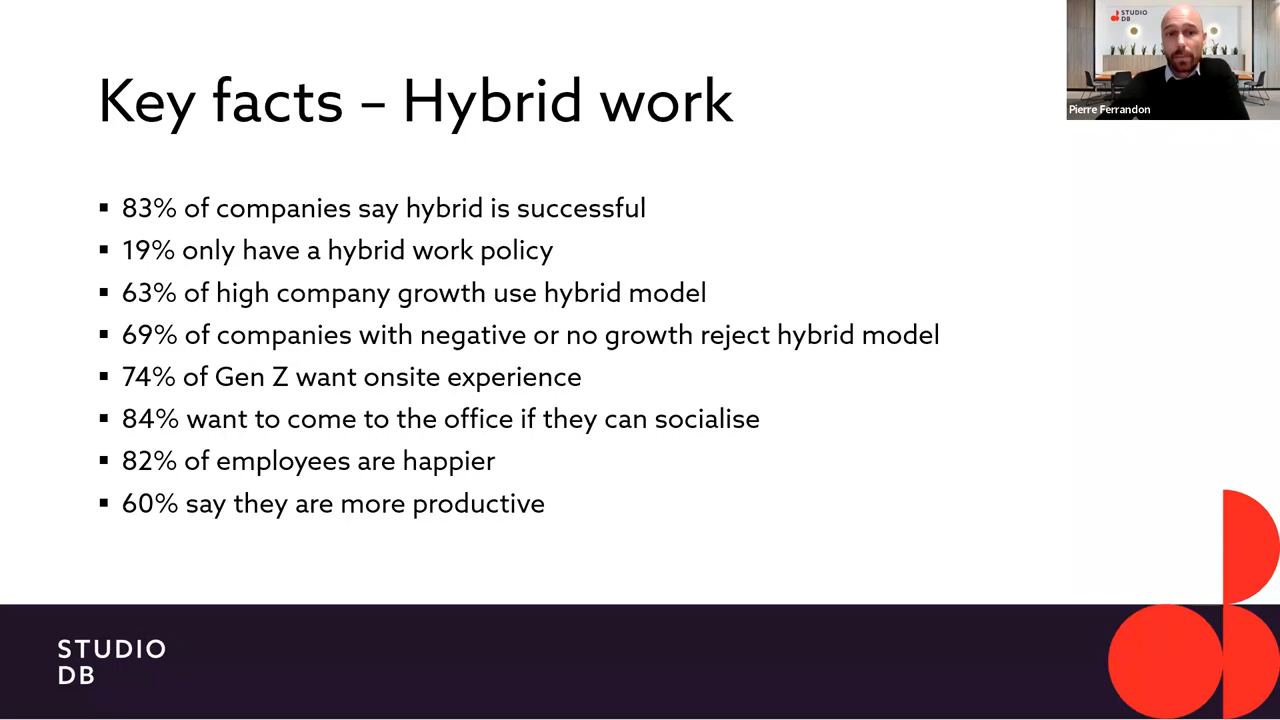 STUDIO
DB
Pierre Ferrandon
Key facts – Hybrid work
▪ 83% of companies say hybrid is successful
▪ 19% only have a hybrid work policy
▪ 63% of high company growth use hybrid model
▪ 69% of companies with negative or no growth reject hybrid model
▪ 74% of Gen Z want onsite experience
▪ 84% want to come to the office if they can socialise
▪ 82% of employees are happier
▪ 60% say they are more productive
STUDIO
DB